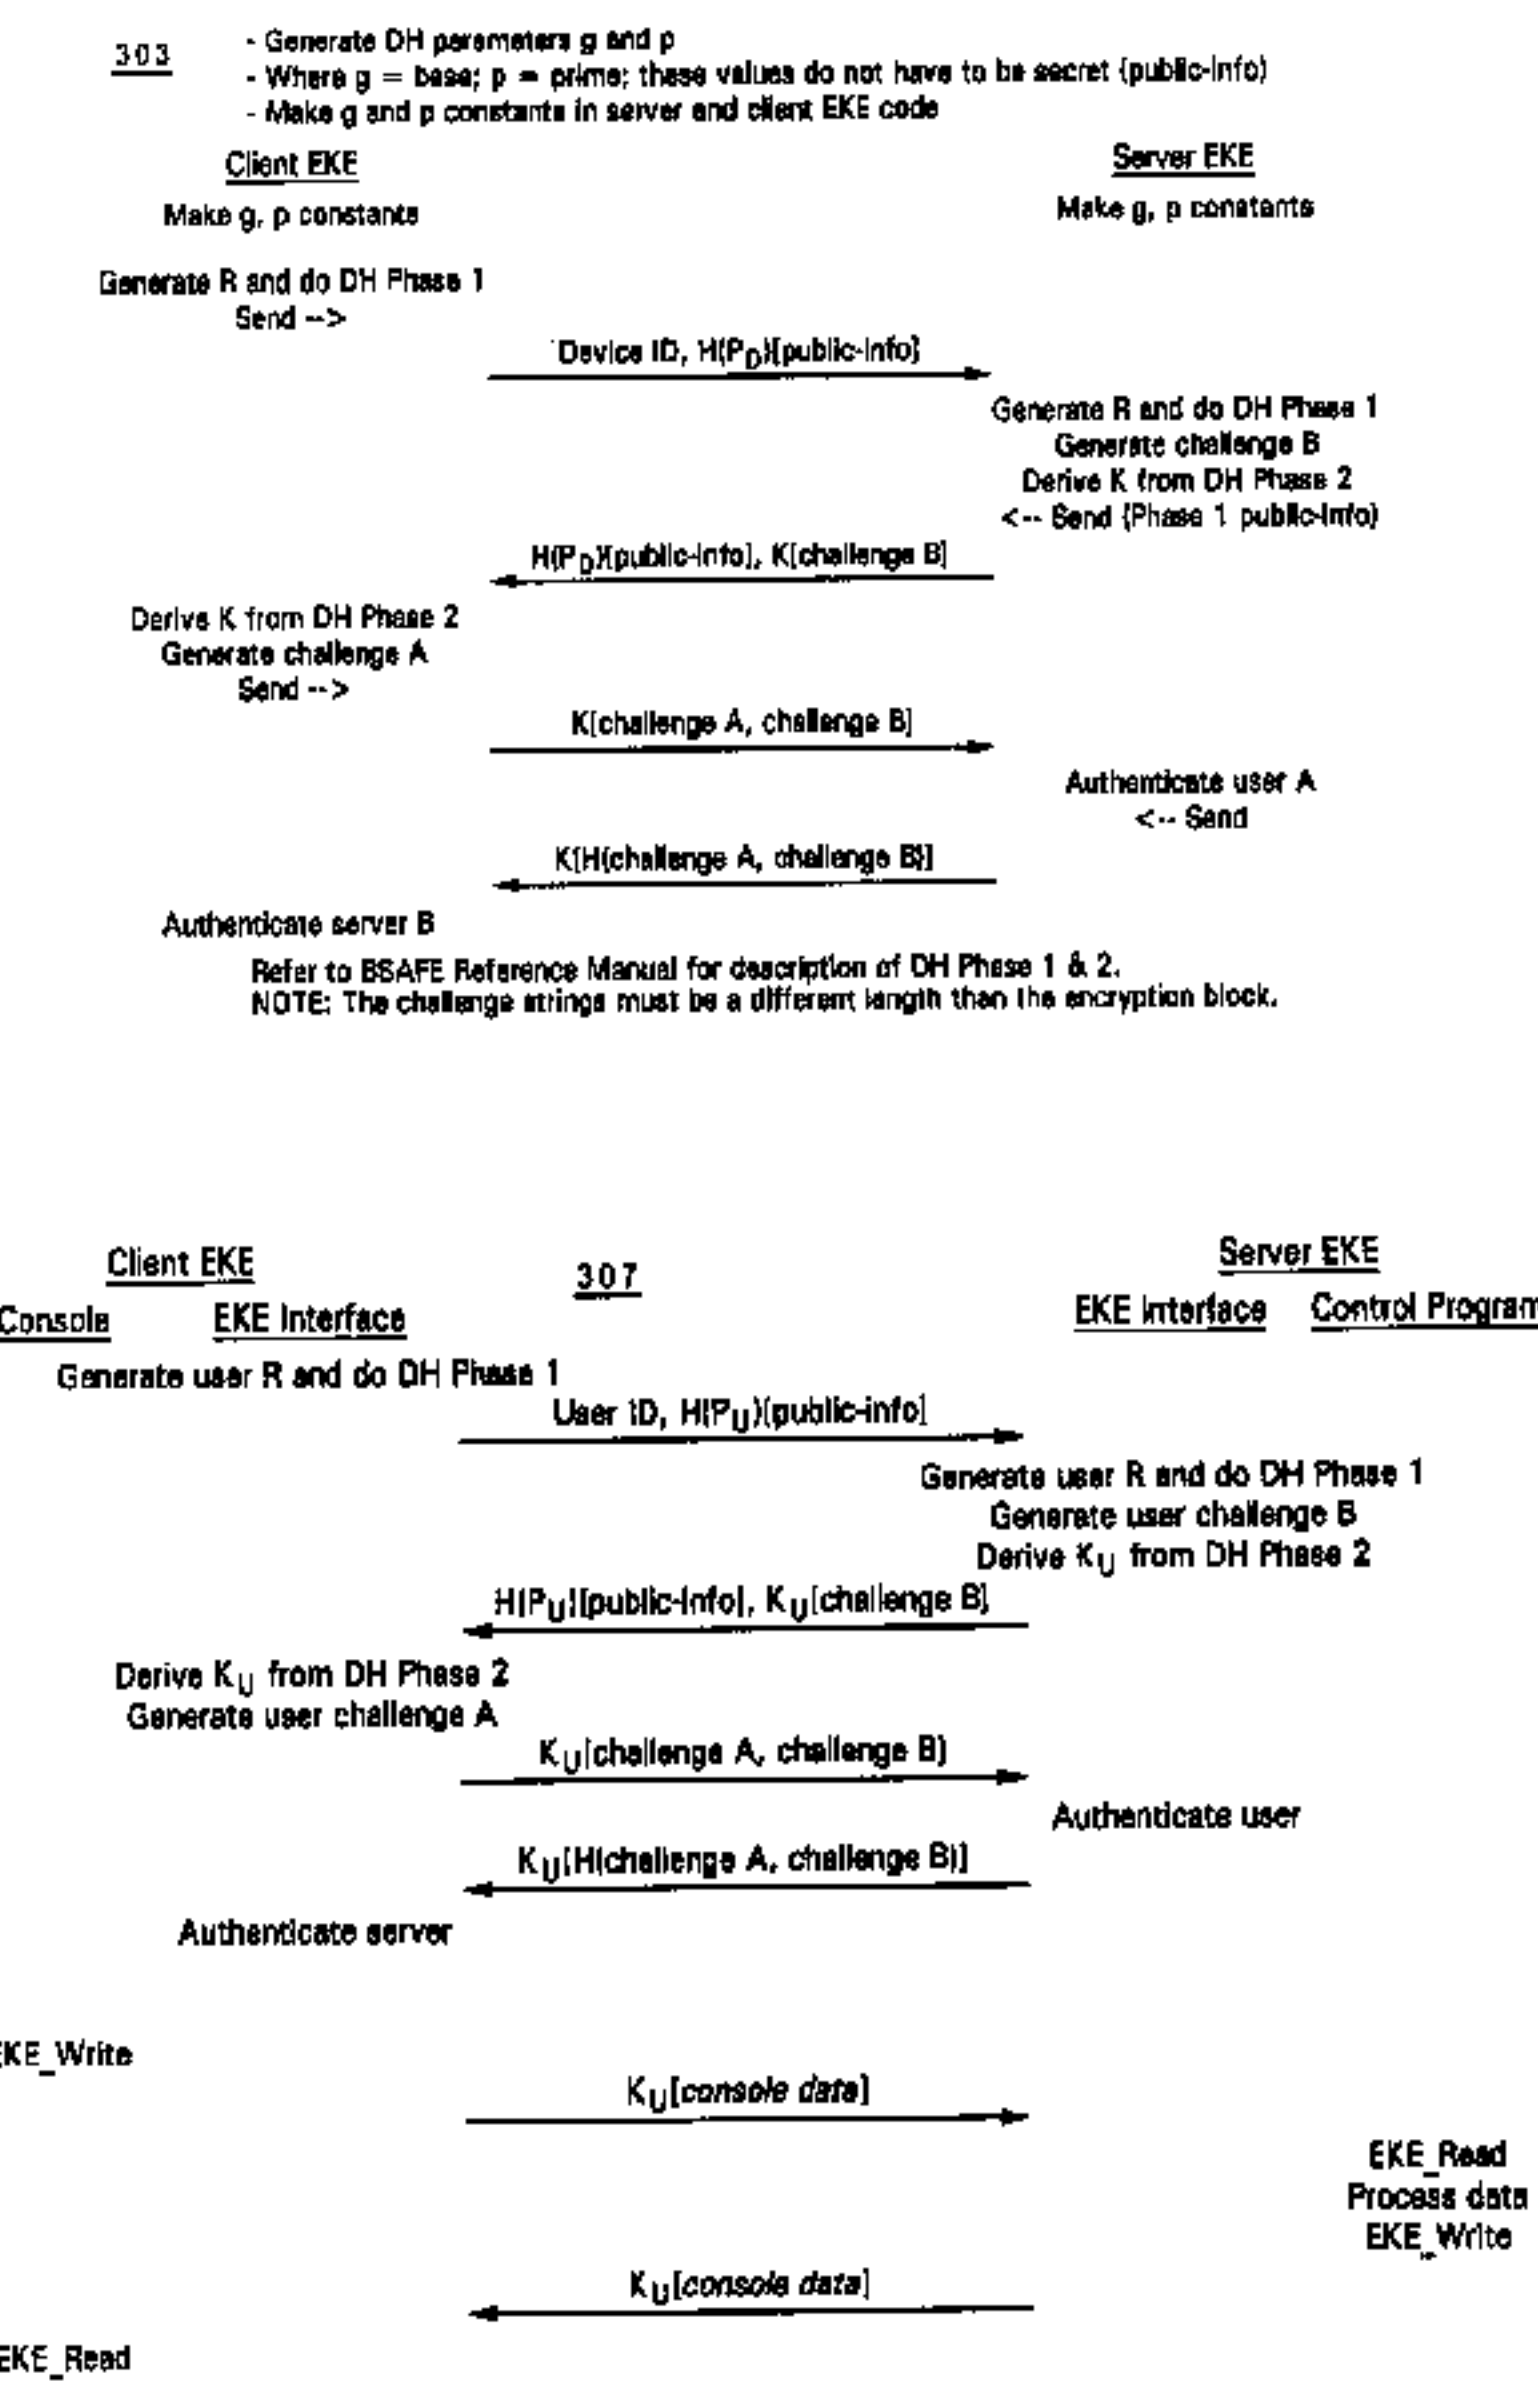 303
- Generate DH parameters g and p
- Where g = base; p = prime; these values do not have to be secret (public-info)
- Make g and p constants in server and client EKE code
Client EKE
Server EKE
Make g, p constants
Make g, p constants
Generate R and do DH Phase 1
Send -->
Device ID, H(PD)[public-info]
Generate R and do DH Phase 1
Generate challenge B
Derive K from DH Phase 2
<-- Send (Phase 1 public-info)
H(PD)[public-info], K[challenge B]
Derive K from DH Phase 2
Generate challenge A
Send -->
K[challenge A, challenge B]
Authenticate user A
<-- Send
K[H(challenge A, challenge B)]
Authenticate server B
Refer to BSAFE Reference Manual for description of DH Phase 1 & 2.
NOTE: The challenge strings must be a different length than the encryption block.
Client EKE
307
Server EKE
Console
EKE Interface
EKE Interface
Control Program
Generate user R and do DH Phase 1
User ID, H(PU)[public-info]
Generate user R and do DH Phase 1
Generate user challenge B
Derive KU from DH Phase 2
H(PU)[public-info], KU[challenge B]
Derive KU from DH Phase 2
Generate user challenge A
KU[challenge A, challenge B]
Authenticate user
KU[H(challenge A, challenge B)]
Authenticate server
EKE_Write
KU[console data]
EKE_Read
Process data
EKE_Write
KU[console data]
EKE_Read